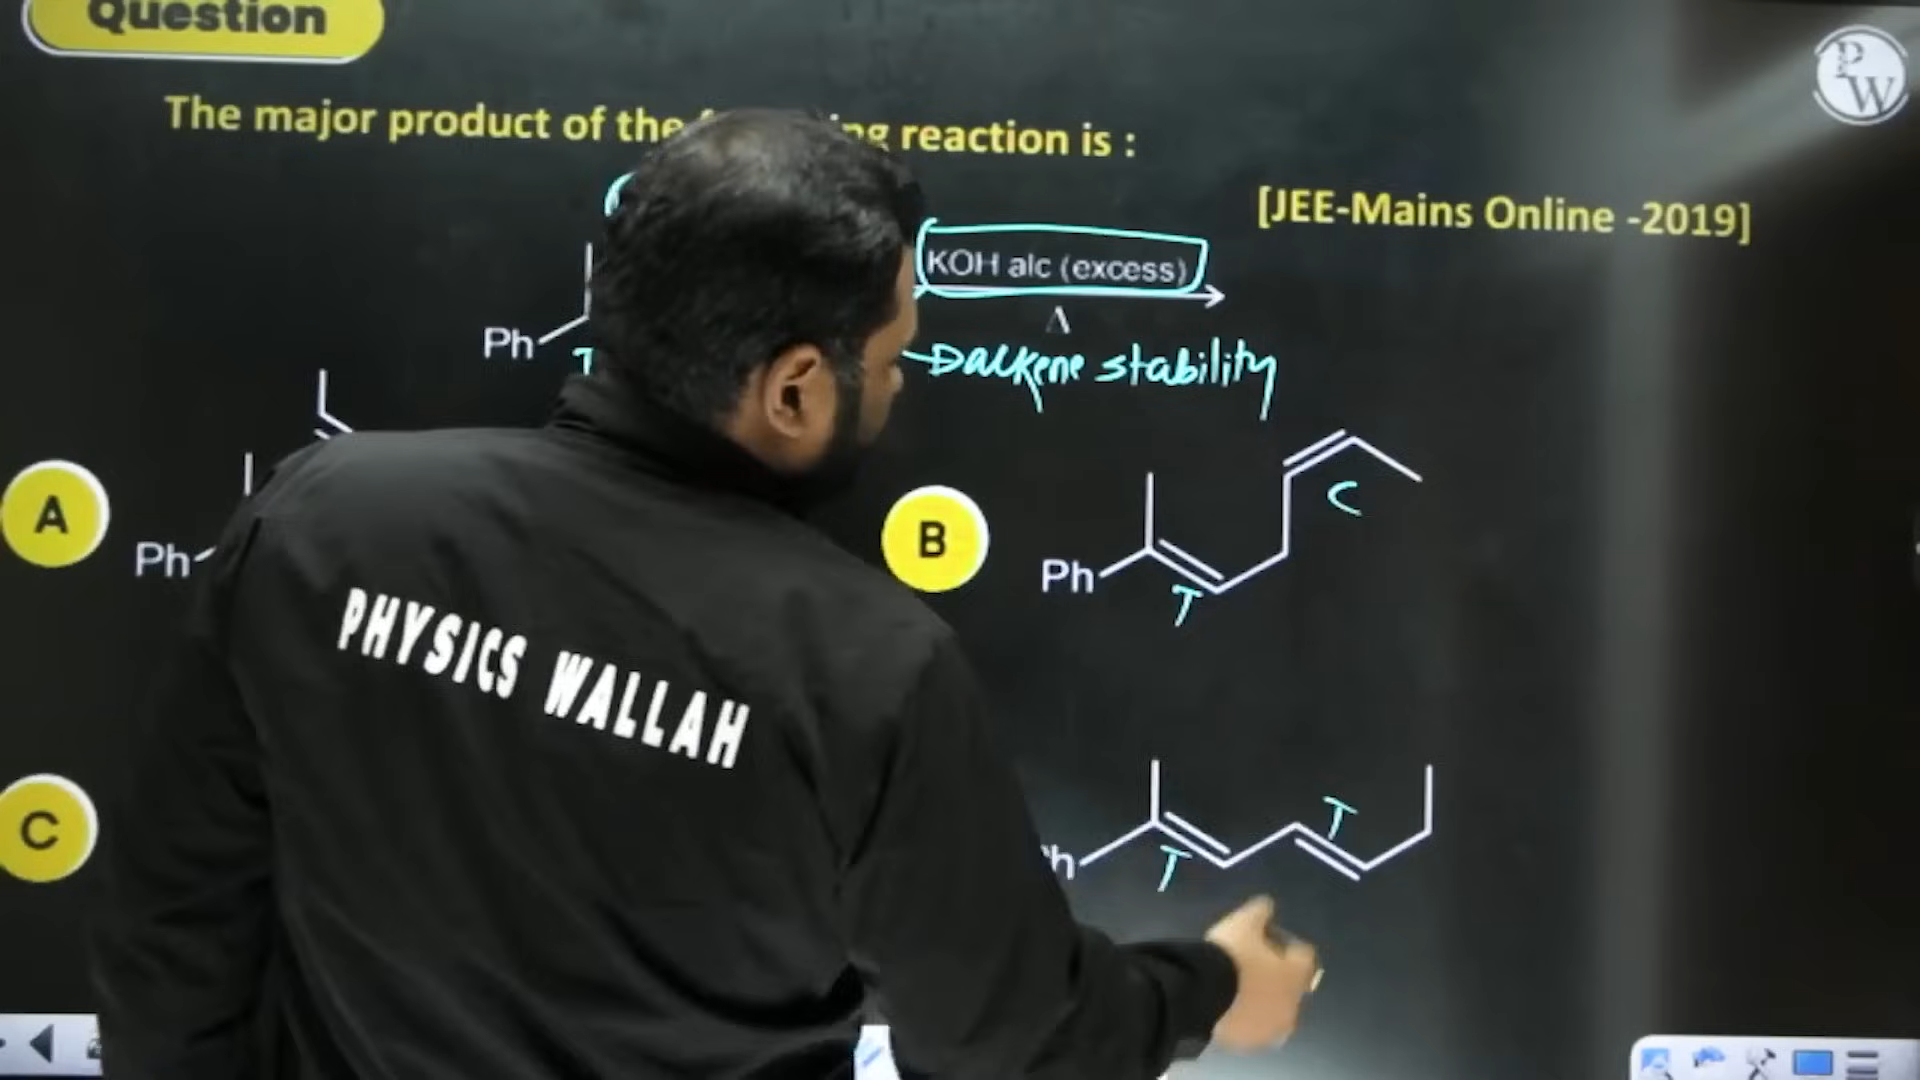 Question
The major product of the reaction is :
[JEE-Mains Online -2019]
KOH alc (excess)
Δ
Ph
T
Dalkene stability
A
Ph
B
Ph
T
C
C
T
T
PHYSICS WALLAH
PW